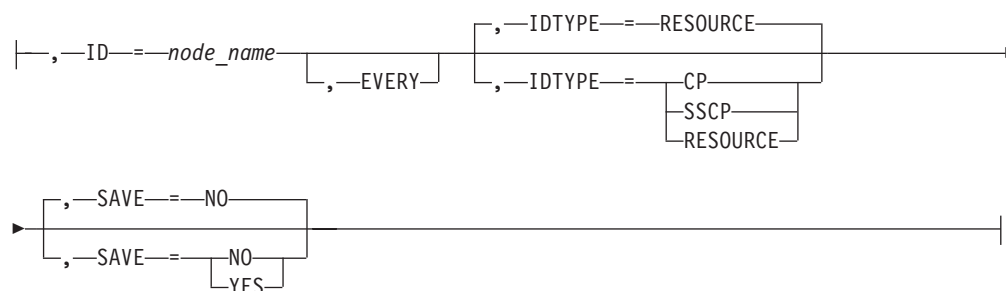 , IDTYPE = RESOURCE
, ID = node_name , EVERY , IDTYPE = CP
SSCP
RESOURCE
, SAVE = NO
, SAVE = NO
YES